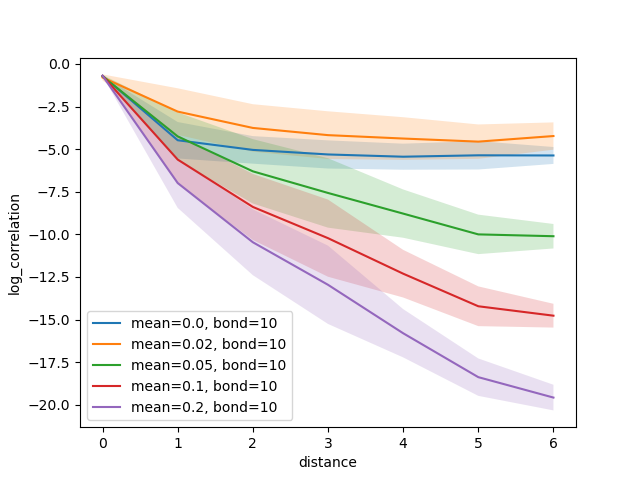 0.0
−2.5
−5.0
−7.5
−10.0
−12.5
−15.0
−17.5
−20.0
log_correlation
mean=0.0, bond=10
mean=0.02, bond=10
mean=0.05, bond=10
mean=0.1, bond=10
mean=0.2, bond=10
0 1 2 3 4 5 6
distance